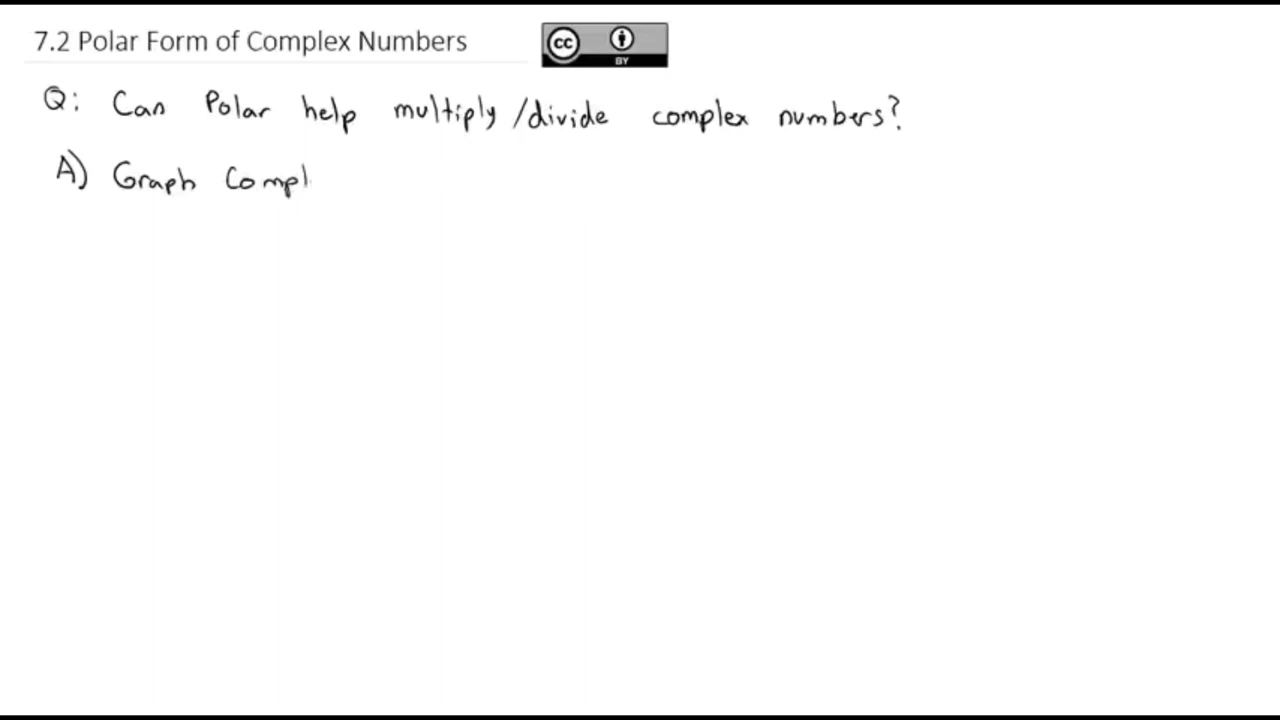 7.2 Polar Form of Complex Numbers
cc BY
Q: Can Polar help multiply/divide complex numbers?
A) Graph Compl